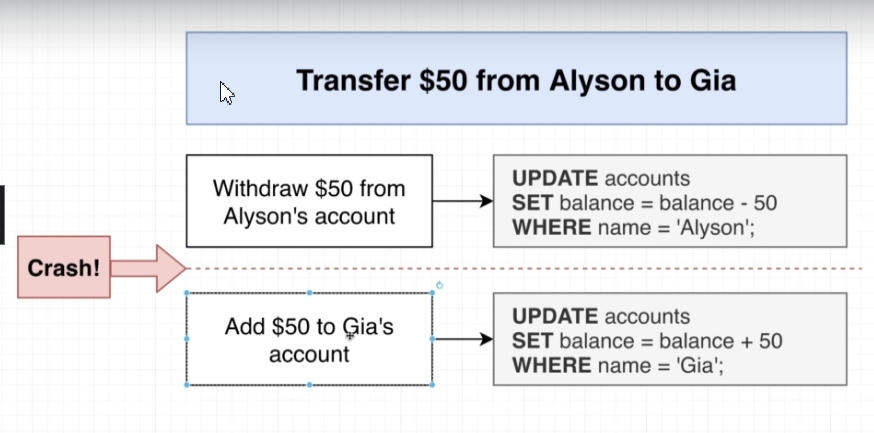 Transfer $50 from Alyson to Gia
Withdraw $50 from
Alyson's account
UPDATE accounts
SET balance = balance - 50
WHERE name = 'Alyson';
Crash!
Add $50 to Gia's
account
UPDATE accounts
SET balance = balance + 50
WHERE name = 'Gia';